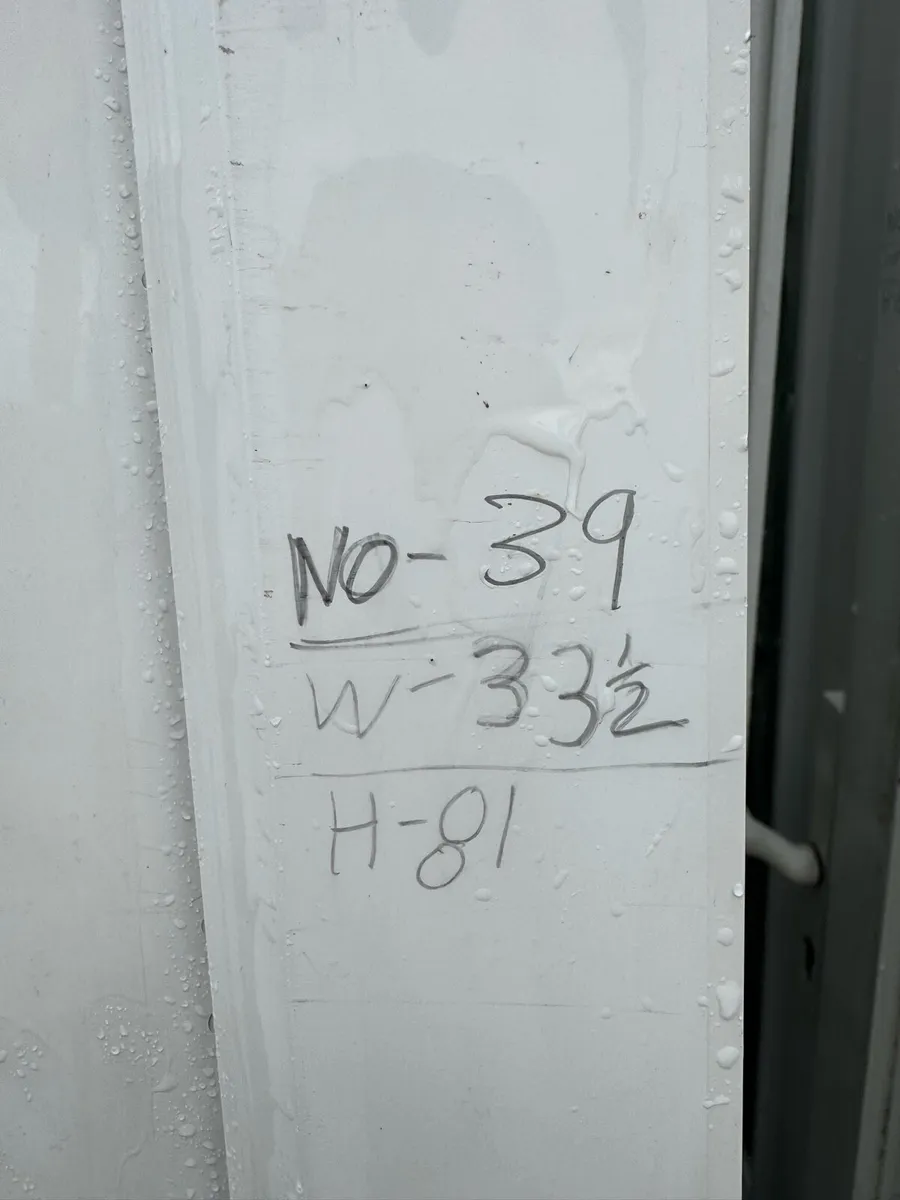 NO- 39
W- 33½
H-81